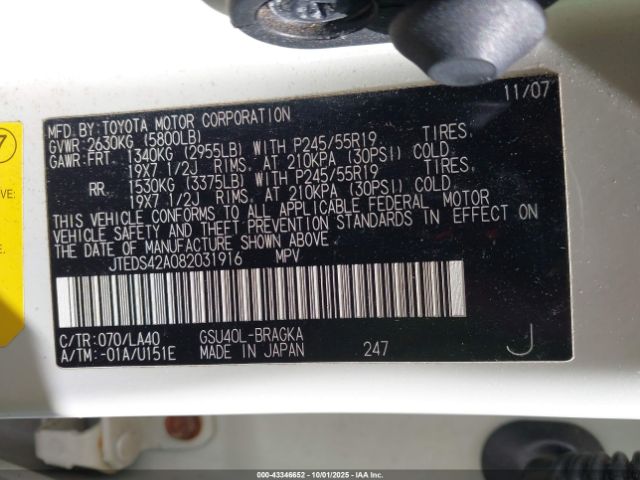 11/07
MFD.BY:TOYOTA MOTOR CORPORATION
GVWR:2630KG (5800LB)
GAWR:FRT. 1340KG (2955LB) WITH P245/55R19 TIRES,
19X7 1/2J RIMS, AT 210KPA (30PSI) COLD.
RR. 1530KG (3375LB) WITH P245/55R19 TIRES,
19X7 1/2J RIMS, AT 210KPA (30PSI) COLD.
THIS VEHICLE CONFORMS TO ALL APPLICABLE FEDERAL MOTOR
VEHICLE SAFETY AND THEFT PREVENTION STANDARDS IN EFFECT ON
THE DATE OF MANUFACTURE SHOWN ABOVE.
JTEDS42A082031916 MPV
C/TR:070/LA40 GSU40L-BRAGKA
A/TM:-01A/U151E MADE IN JAPAN 247 J
7
VE:
000-43346652 - 10/01/2025 - IAAI, Inc.